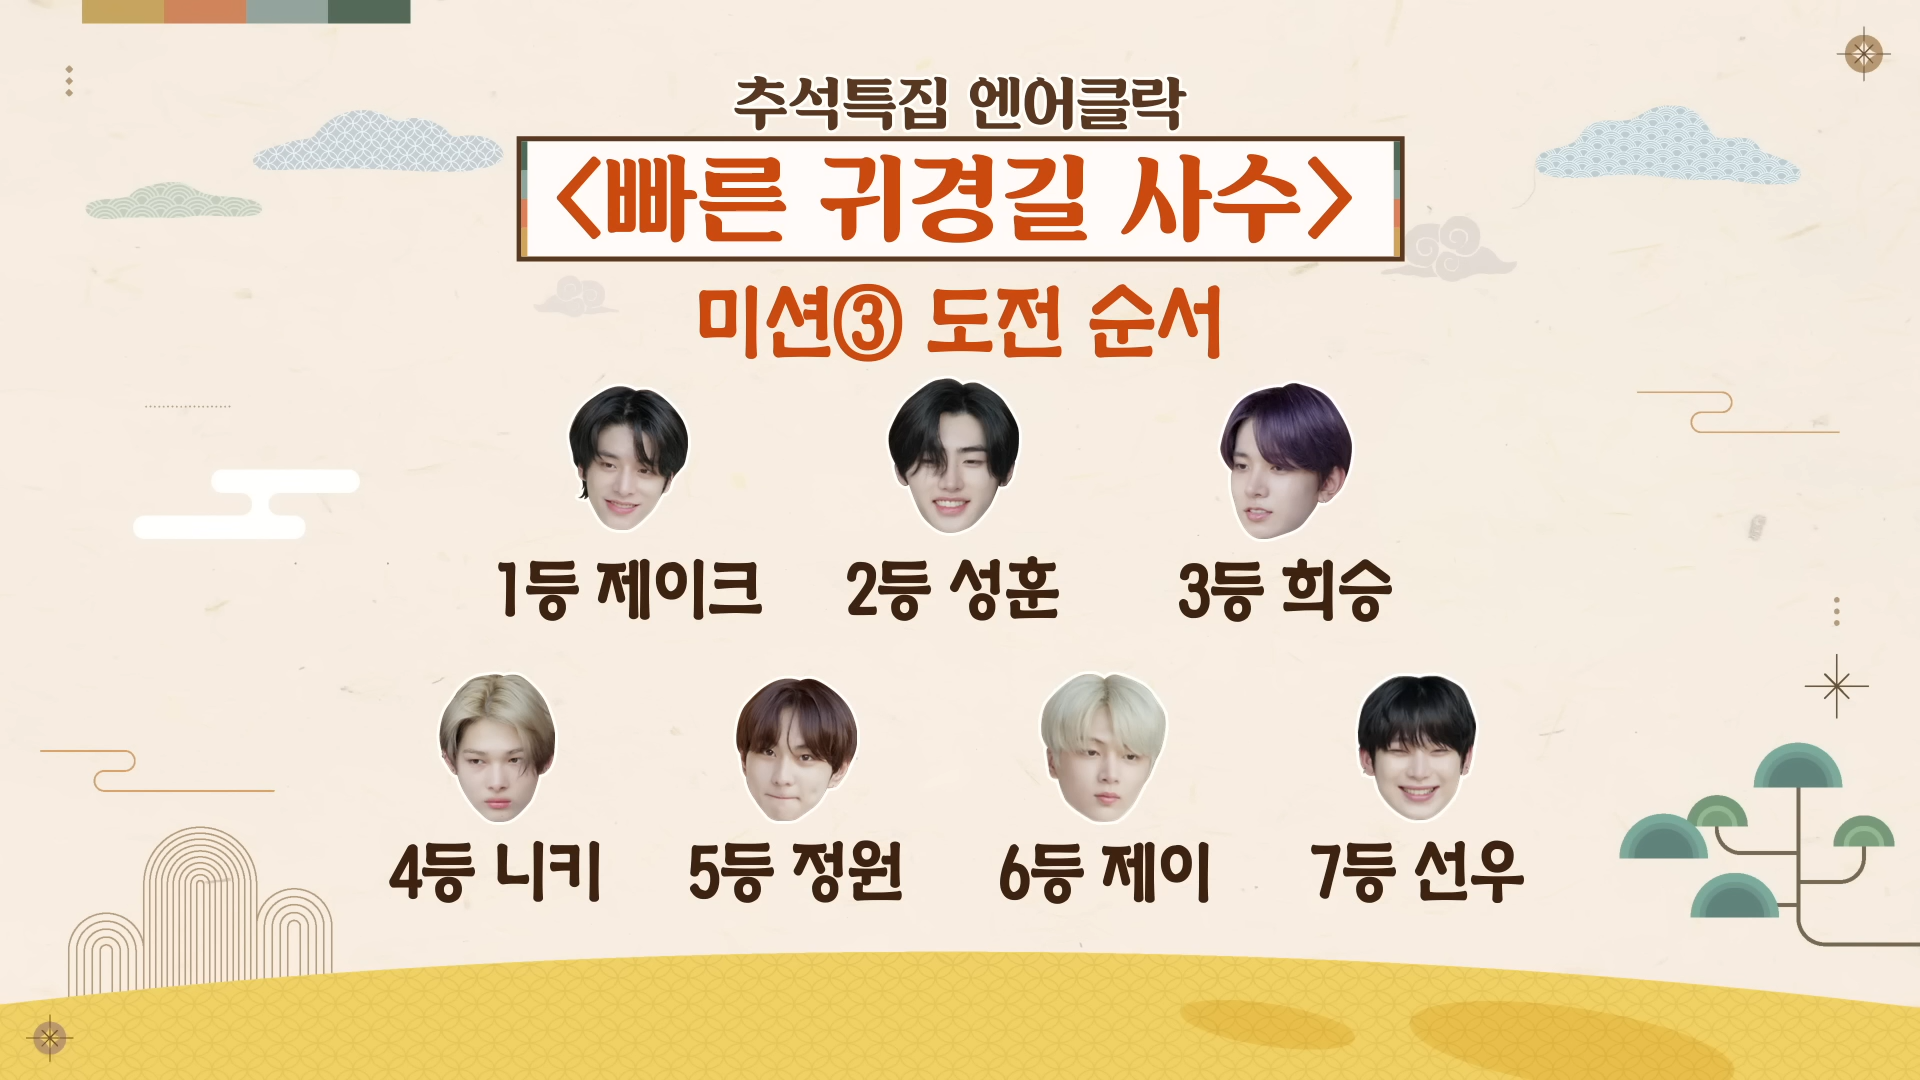 추석특집 엔어클락
<빠른 귀경길 사수>
미션③ 도전 순서
1등 제이크 2등 성훈 3등 희승
4등 니키 5등 정원 6등 제이 7등 선우